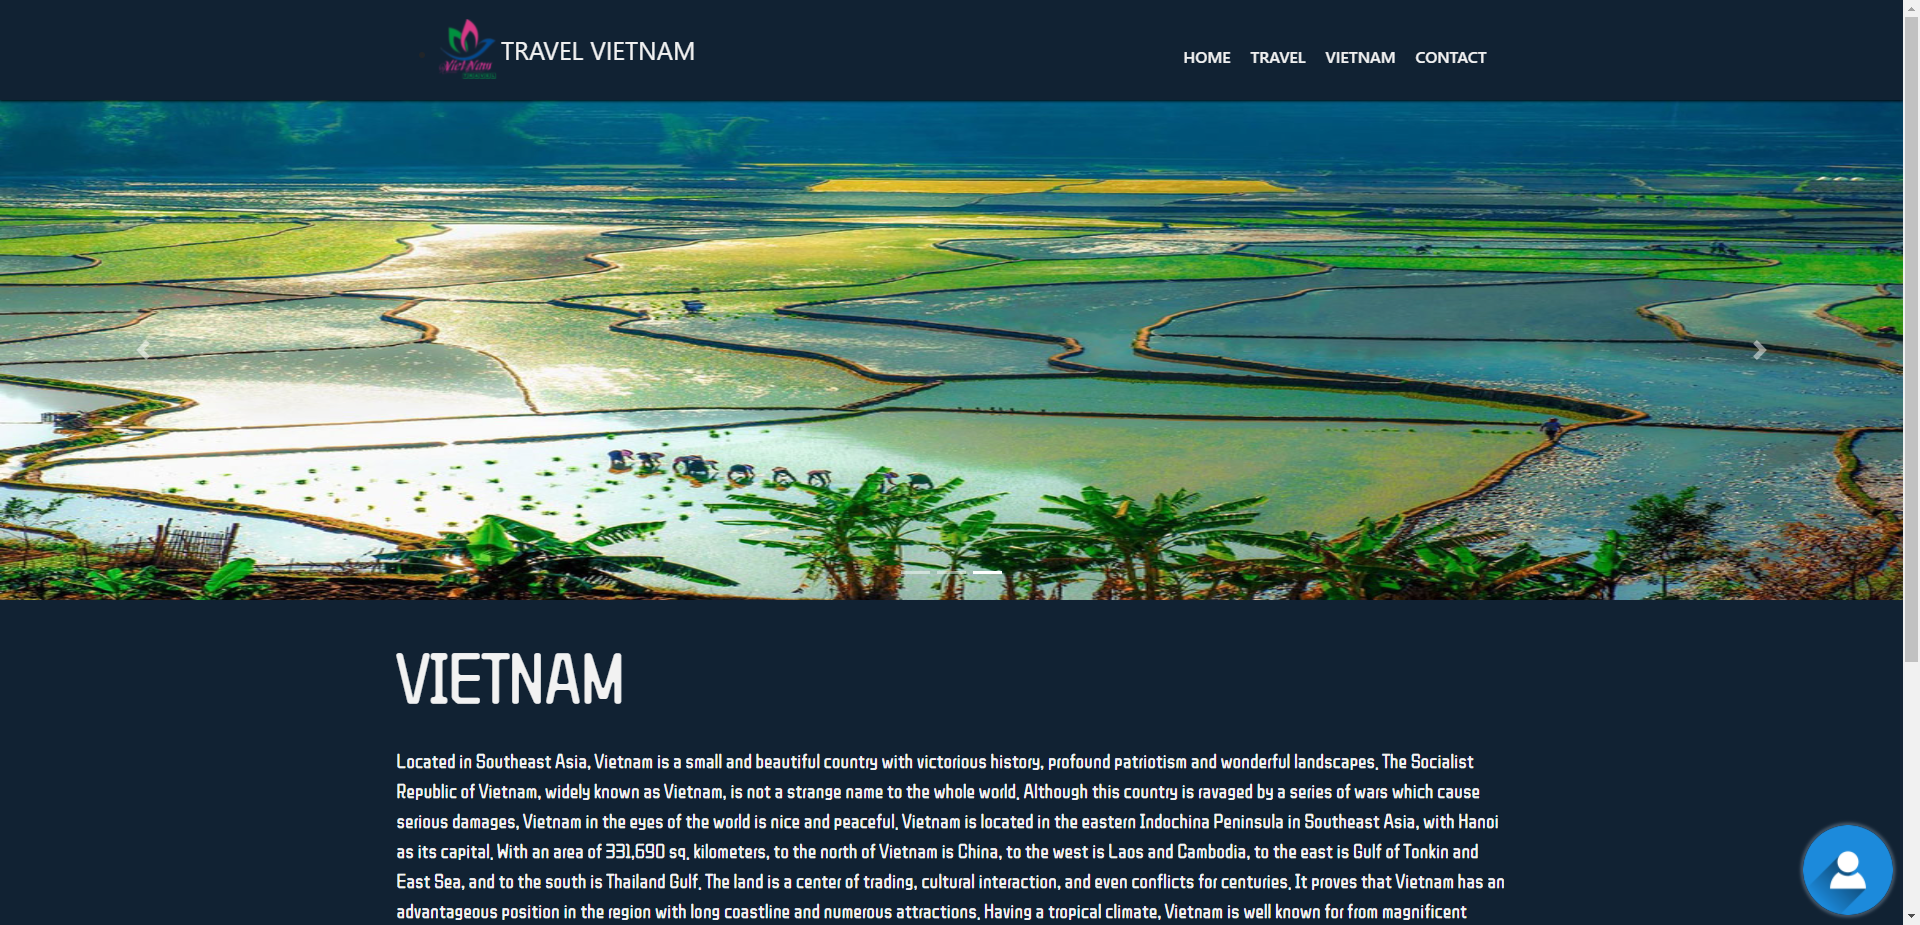 Viet Nam
TRAVEL VIETNAM
HOME TRAVEL VIETNAM CONTACT
VIETNAM
Located in Southeast Asia, Vietnam is a small and beautiful country with victorious history, profound patriotism and wonderful landscapes. The Socialist
Republic of Vietnam, widely known as Vietnam, is not a strange name to the whole world. Although this country is ravaged by a series of wars which cause
serious damages, Vietnam in the eyes of the world is nice and peaceful. Vietnam is located in the eastern Indochina Peninsula in Southeast Asia, with Hanoi
as its capital. With an area of 331,690 sq. kilometers, to the north of Vietnam is China, to the west is Laos and Cambodia, to the east is Gulf of Tonkin and
East Sea, and to the south is Thailand Gulf. The land is a center of trading, cultural interaction, and even conflicts for centuries. It proves that Vietnam has an
advantageous position in the region with long coastline and numerous attractions. Having a tropical climate, Vietnam is well known for from magnificent